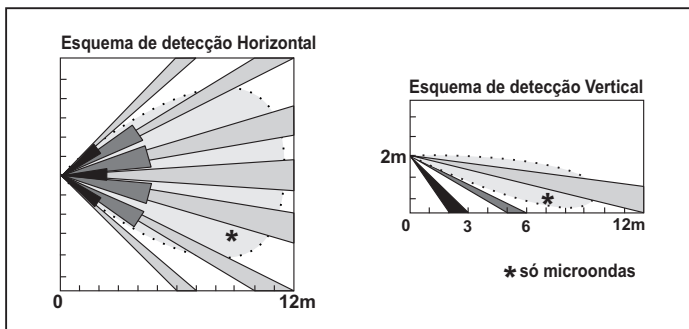 Esquema de detecção Horizontal
0
12m
Esquema de detecção Vertical
2m
0
3
6
12m
* só microondas